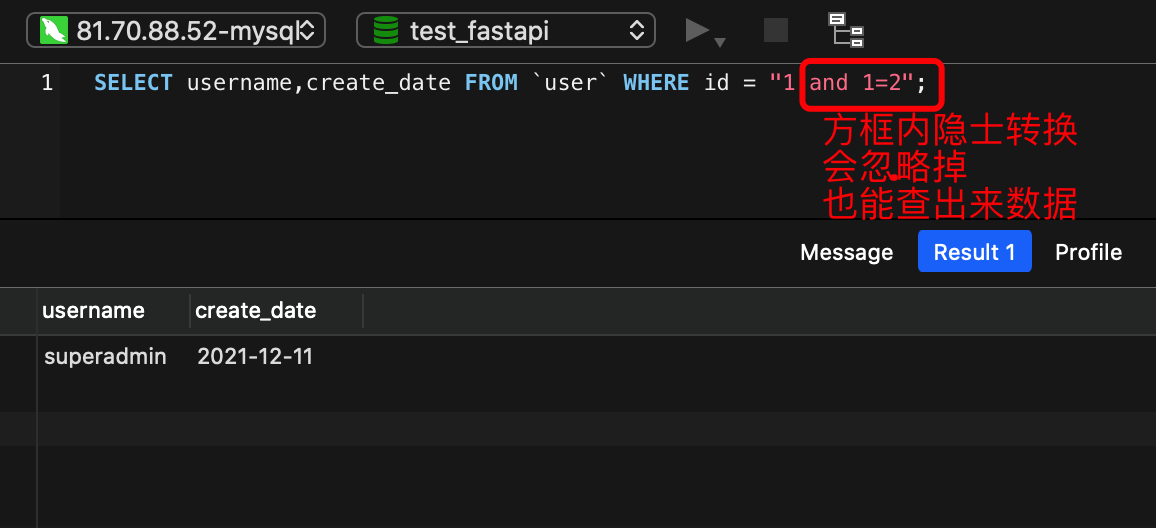 81.70.88.52-mysql
test_fastapi
1 SELECT username,create_date FROM `user` WHERE id = "1 and 1=2";
方框内隐士转换
会忽略掉
也能查出来数据
Message Result 1 Profile
username create_date
superadmin 2021-12-11